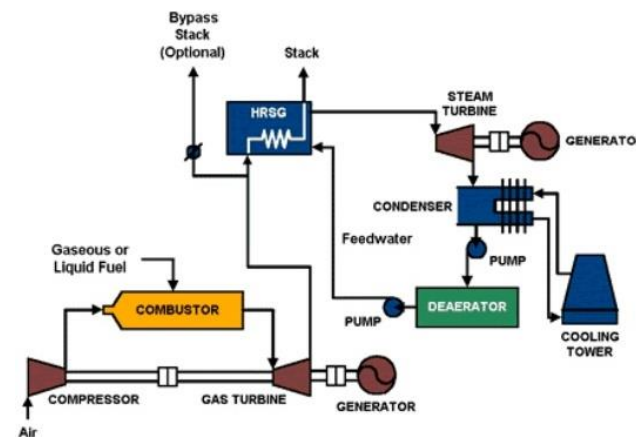 Bypass
Stack
(Optional)
Stack
HRSG
STEAM
TURBINE
GENERATO
CONDENSER
Feedwater
PUMP
Gaseous or
Liquid Fuel
COMBUSTOR
PUMP
DEAERATOR
COOLING
TOWER
COMPRESSOR
GAS TURBINE
GENERATOR
Air